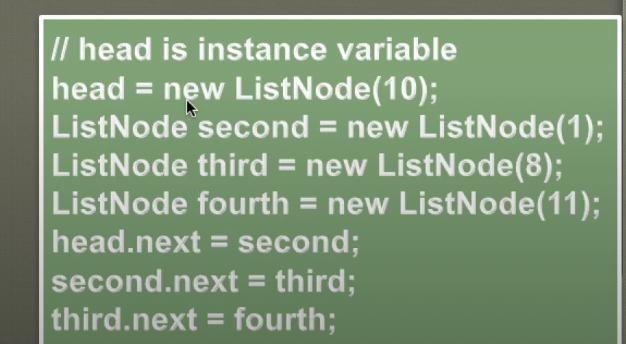 // head is instance variable
head = new ListNode(10);
ListNode second = new ListNode(1);
ListNode third = new ListNode(8);
ListNode fourth = new ListNode(11);
head.next = second;
second.next = third;
third.next = fourth;